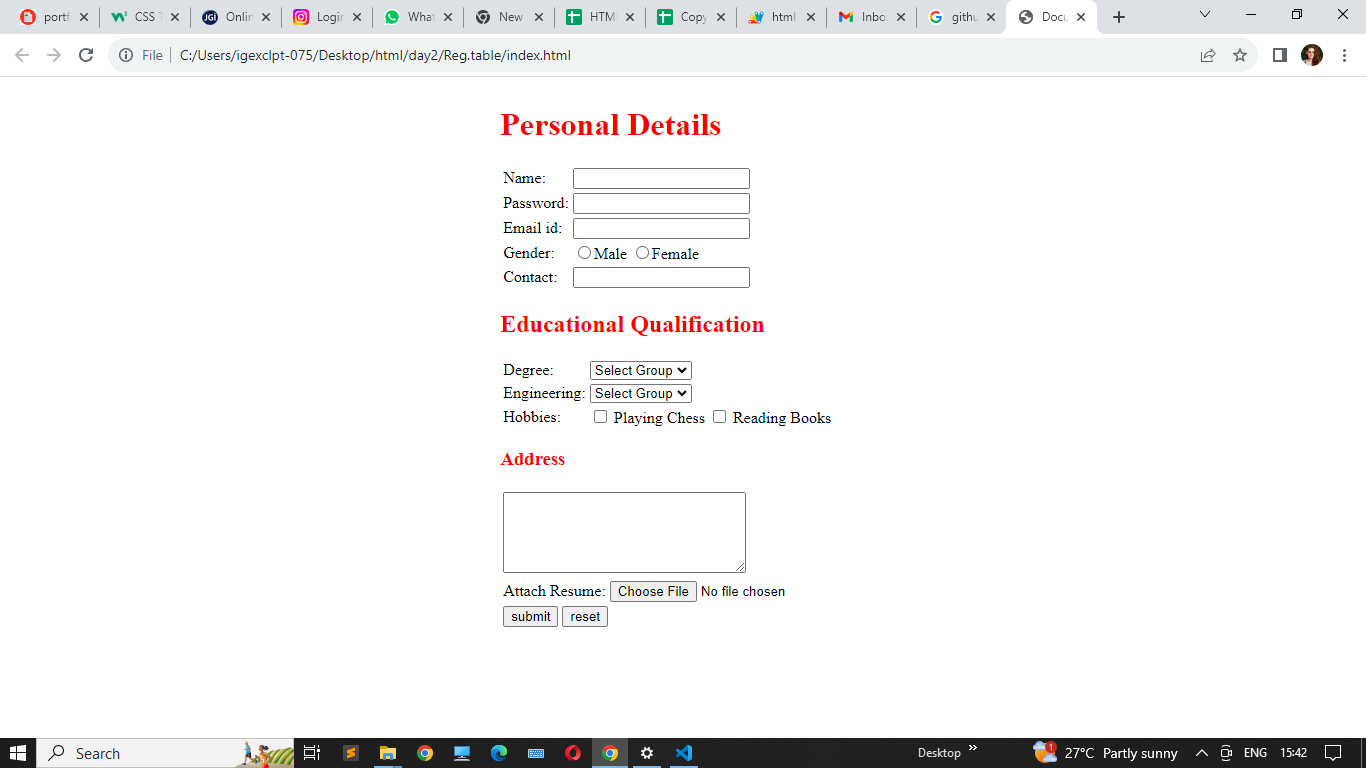 portf
CSS T
JGI
Onlin
Login
What
New
HTM
Copy
html
Inbo
githu
Docu
File
C:/Users/igexclpt-075/Desktop/html/day2/Reg.table/index.html
Personal Details
Name:
Password:
Email id:
Gender: Male Female
Contact:
Educational Qualification
Degree: Select Group
Engineering: Select Group
Hobbies: Playing Chess Reading Books
Address
Attach Resume: Choose File No file chosen
submit reset
Search
Desktop
1
27°C Partly sunny
ENG
15:42